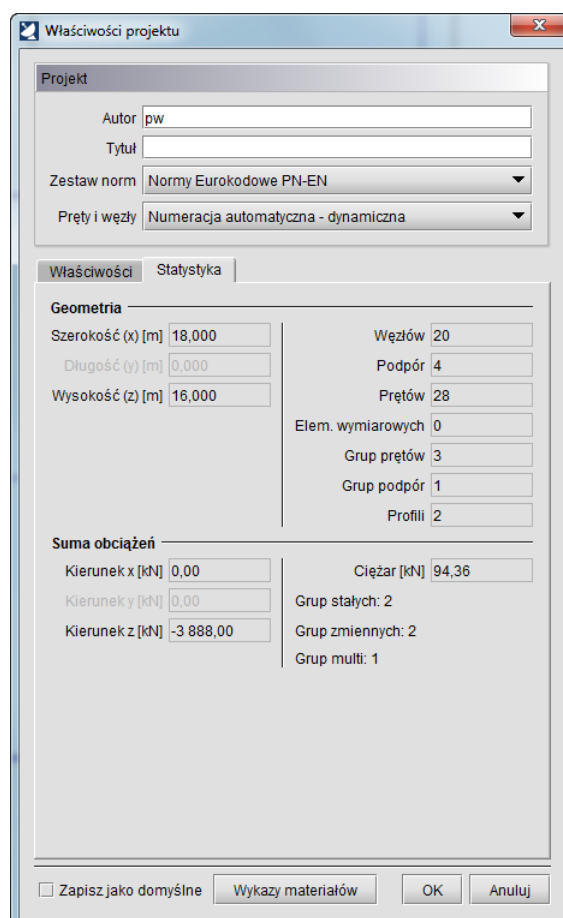 Właściwości projektu
Projekt
Autor pw
Tytuł
Zestaw norm Normy Eurokodowe PN-EN
Pręty i węzły Numeracja automatyczna - dynamiczna
Właściwości Statystyka
Geometria
Szerokość (x) [m] 18,000
Długość (y) [m] 0,000
Wysokość (z) [m] 16,000
Węzłów 20
Podpór 4
Prętów 28
Elem. wymiarowych 0
Grup prętów 3
Grup podpór 1
Profili 2
Suma obciążeń
Kierunek x [kN] 0,00
Kierunek y [kN] 0,00
Kierunek z [kN] -3 888,00
Ciężar [kN] 94,36
Grup stałych: 2
Grup zmiennych: 2
Grup multi: 1
Zapisz jako domyślne Wykazy materiałów OK Anuluj